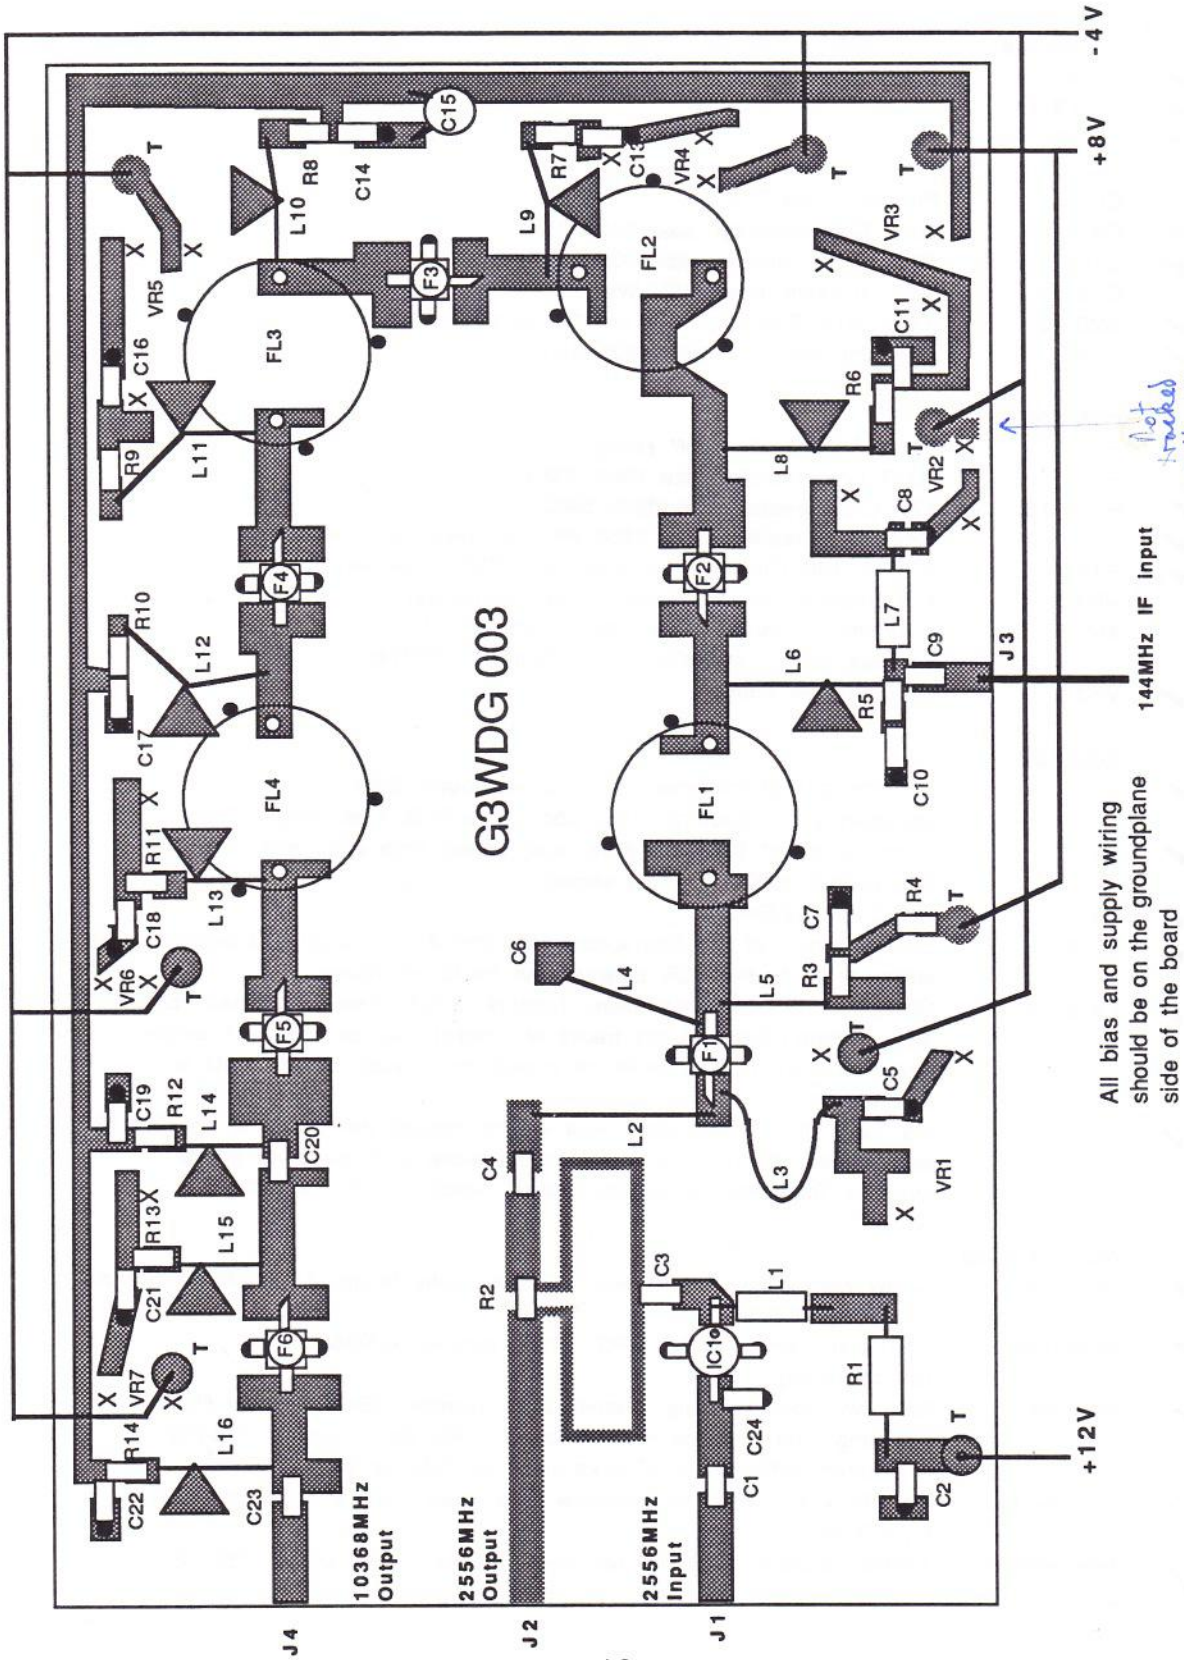 -4V
+8V
C15
R8
C14
L10
R7
C13
VR4
L9
T
T
T
VR3
X
X
X
X
X
VR5
X
X
C16
X
FL3
F3
FL2
C11
X
R6
R9
L11
L8
T
X
VR2
Not
tracked
X
C8
X
F4
F2
L7
R10
L12
L6
C9
J3
144MHz IF Input
R5
C17
C10
G3WDG 003
FL4
FL1
X
R11
L13
C18
X
VR6
X
T
C6
L4
C7
R4
T
R3
L5
F5
F1
X
T
X
C5
C19
R12
L14
C20
L2
C4
L3
VR1
X
R13
X
L15
C21
R2
C3
L1
VR7
X
X
T
F6
IC1
R1
R14
L16
C24
T
+12V
C22
C23
C1
C2
10368MHz
Output
2556MHz
Output
2556MHz
Input
J4
J2
J1
All bias and supply wiring
should be on the groundplane
side of the board